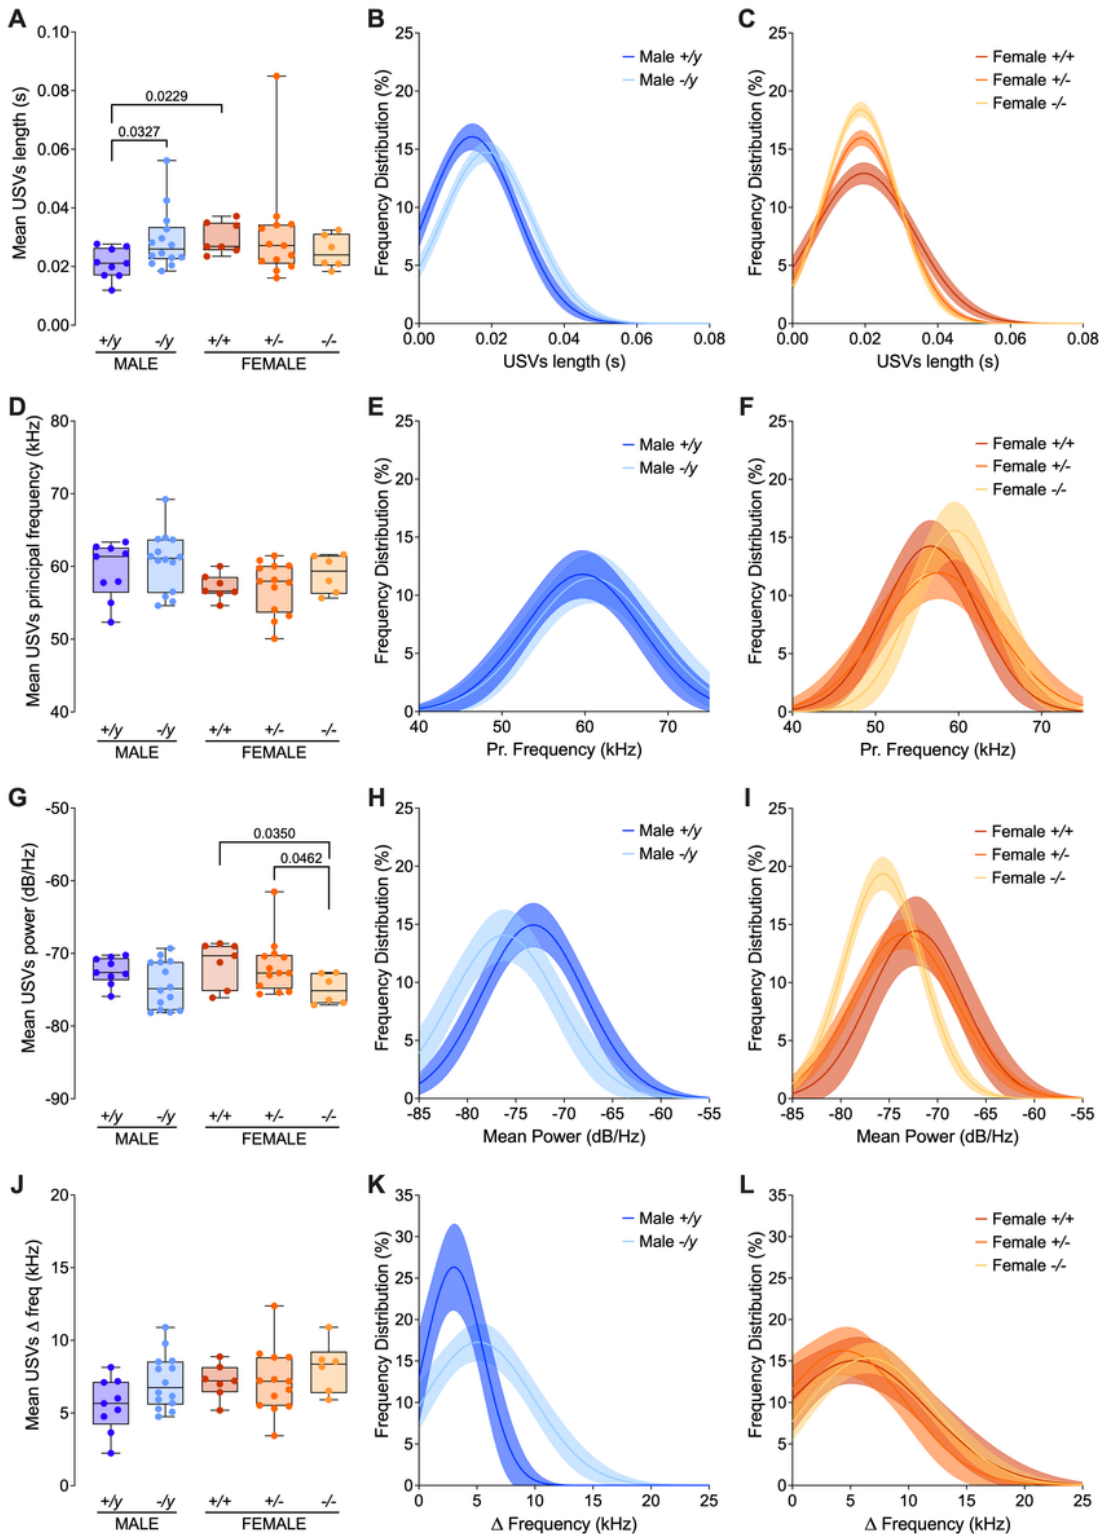 A
Mean USVs length (s)
0.10
0.08
0.06
0.04
0.02
0.00
0.0229
0.0327
+/y -/y +/+ +/- -/-
MALE FEMALE
B
Frequency Distribution (%)
25
20
15
10
5
0
Male +/y
Male -/y
0.00 0.02 0.04 0.06 0.08
USVs length (s)
C
Frequency Distribution (%)
25
20
15
10
5
0
Female +/+
Female +/-
Female -/-
0.00 0.02 0.04 0.06 0.08
USVs length (s)
D
Mean USVs principal frequency (kHz)
80
70
60
50
40
+/y -/y +/+ +/- -/-
MALE FEMALE
E
Frequency Distribution (%)
25
20
15
10
5
0
Male +/y
Male -/y
40 50 60 70
Pr. Frequency (kHz)
F
Frequency Distribution (%)
25
20
15
10
5
0
Female +/+
Female +/-
Female -/-
40 50 60 70
Pr. Frequency (kHz)
G
Mean USVs power (dB/Hz)
-50
-60
-70
-80
-90
0.0350
0.0462
+/y -/y +/+ +/- -/-
MALE FEMALE
H
Frequency Distribution (%)
25
20
15
10
5
0
Male +/y
Male -/y
-85 -80 -75 -70 -65 -60 -55
Mean Power (dB/Hz)
I
Frequency Distribution (%)
25
20
15
10
5
0
Female +/+
Female +/-
Female -/-
-85 -80 -75 -70 -65 -60 -55
Mean Power (dB/Hz)
J
Mean USVs Δ freq (kHz)
20
15
10
5
0
+/y -/y +/+ +/- -/-
MALE FEMALE
K
Frequency Distribution (%)
35
30
25
20
15
10
5
0
Male +/y
Male -/y
0 5 10 15 20 25
Δ Frequency (kHz)
L
Frequency Distribution (%)
35
30
25
20
15
10
5
0
Female +/+
Female +/-
Female -/-
0 5 10 15 20 25
Δ Frequency (kHz)